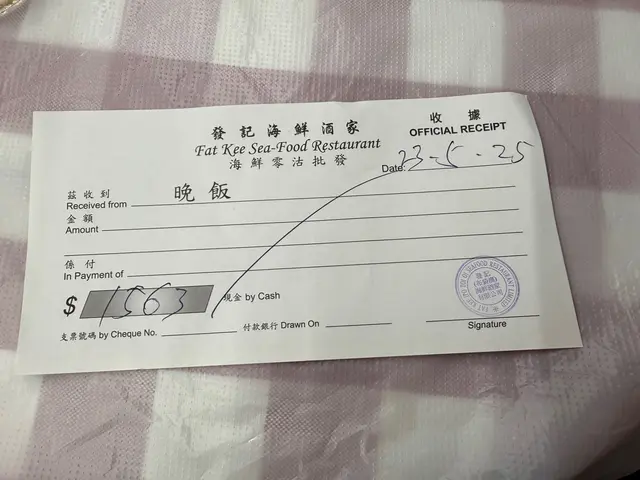 發記海鮮酒家
收據
Fat Kee Sea-Food Restaurant
OFFICIAL RECEIPT
海鮮零沽批發
Date: 23-5-25
茲收到
Received from 晚飯
金額
Amount
係付
In Payment of
$ 1563 現金 by Cash
支票號碼 by Cheque No. 付款銀行 Drawn On
Signature